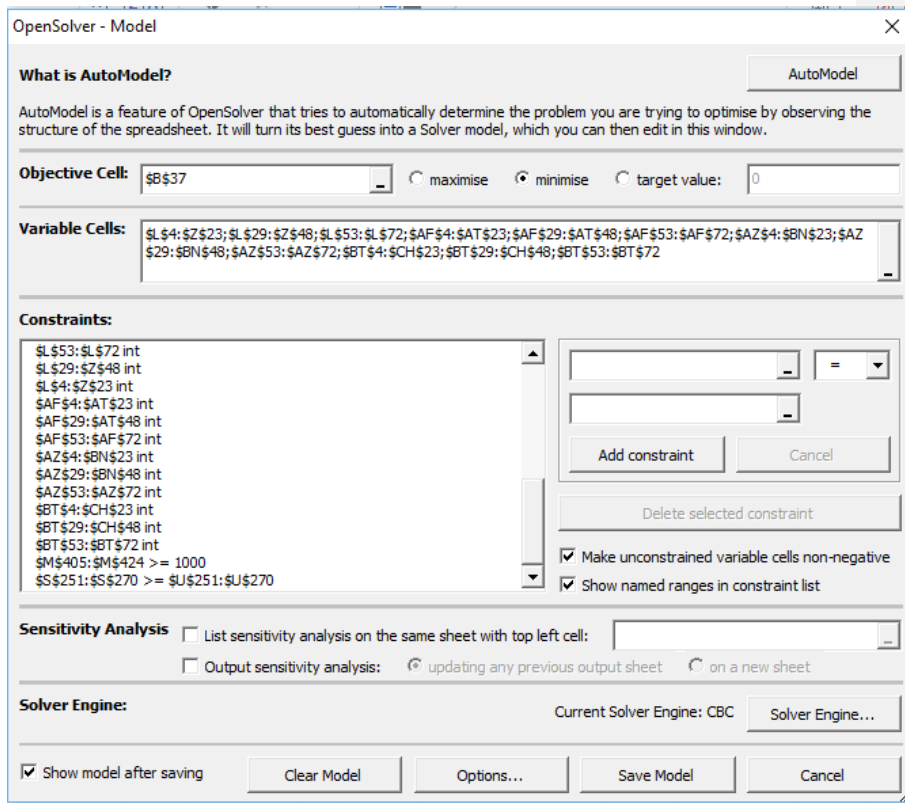 OpenSolver - Model
What is AutoModel?
AutoModel
AutoModel is a feature of OpenSolver that tries to automatically determine the problem you are trying to optimise by observing the
structure of the spreadsheet. It will turn its best guess into a Solver model, which you can then edit in this window.
Objective Cell: $B$37 _ maximise minimise target value: 0
Variable Cells: $L$4:$Z$23;$L$29:$Z$48;$L$53:$L$72;$AF$4:$AT$23;$AF$29:$AT$48;$AF$53:$AF$72;$AZ$4:$BN$23;$AZ
$29:$BN$48;$AZ$53:$AZ$72;$BT$4:$CH$23;$BT$29:$CH$48;$BT$53:$BT$72
_
Constraints:
$L$53:$L$72 int
$L$29:$Z$48 int
$L$4:$Z$23 int
$AF$4:$AT$23 int
$AF$29:$AT$48 int
$AF$53:$AF$72 int
$AZ$4:$BN$23 int
$AZ$29:$BN$48 int
$AZ$53:$AZ$72 int
$BT$4:$CH$23 int
$BT$29:$CH$48 int
$BT$53:$BT$72 int
$M$405:$M$424 >= 1000
$S$251:$S$270 >= $U$251:$U$270
_ =
_
Add constraint Cancel
Delete selected constraint
Make unconstrained variable cells non-negative
Show named ranges in constraint list
Sensitivity Analysis List sensitivity analysis on the same sheet with top left cell: _
Output sensitivity analysis: updating any previous output sheet on a new sheet
Solver Engine:
Current Solver Engine: CBC Solver Engine...
Show model after saving Clear Model Options... Save Model Cancel